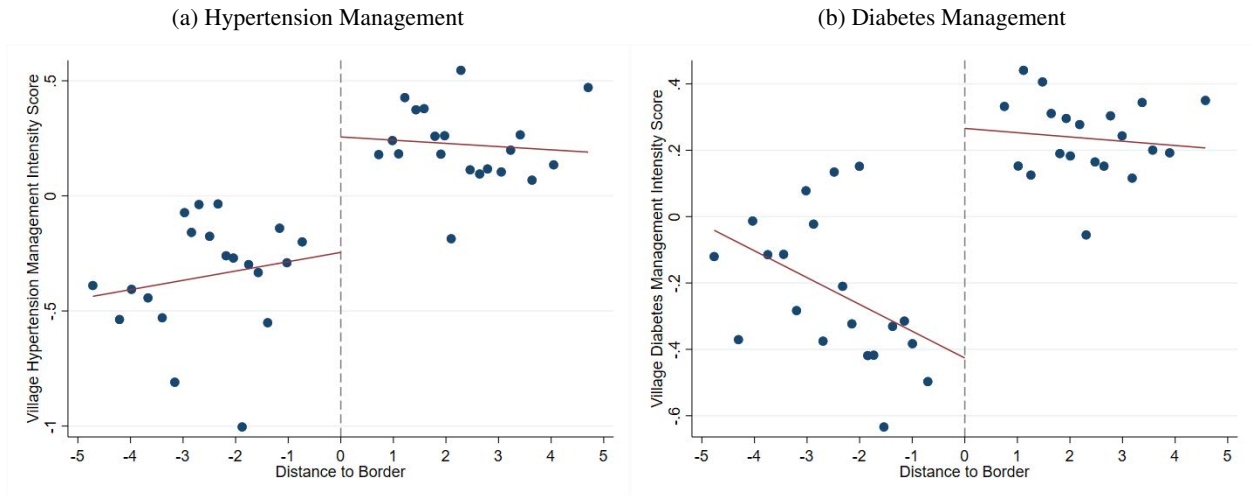 (a) Hypertension Management
Village Hypertension Management Intensity Score
.5
0
-.5
-1
-5 -4 -3 -2 -1 0 1 2 3 4 5
Distance to Border
(b) Diabetes Management
Village Diabetes Management Intensity Score
.4
.2
0
-.2
-.4
-.6
-5 -4 -3 -2 -1 0 1 2 3 4 5
Distance to Border